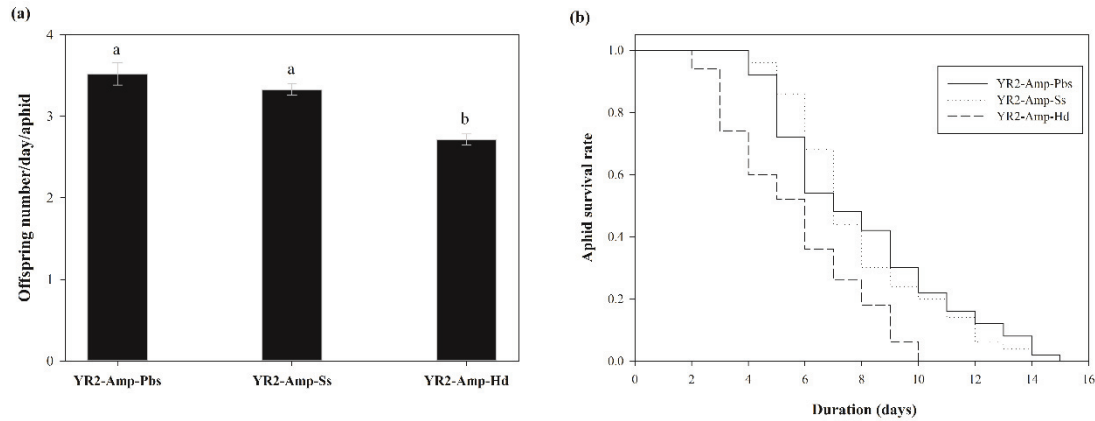 (a)
4
3
2
1
0
Offspring number/day/aphid
a
a
b
YR2-Amp-Pbs
YR2-Amp-Ss
YR2-Amp-Hd
(b)
1.0
0.8
0.6
0.4
0.2
0.0
Aphid survival rate
YR2-Amp-Pbs
YR2-Amp-Ss
YR2-Amp-Hd
0 2 4 6 8 10 12 14 16
Duration (days)